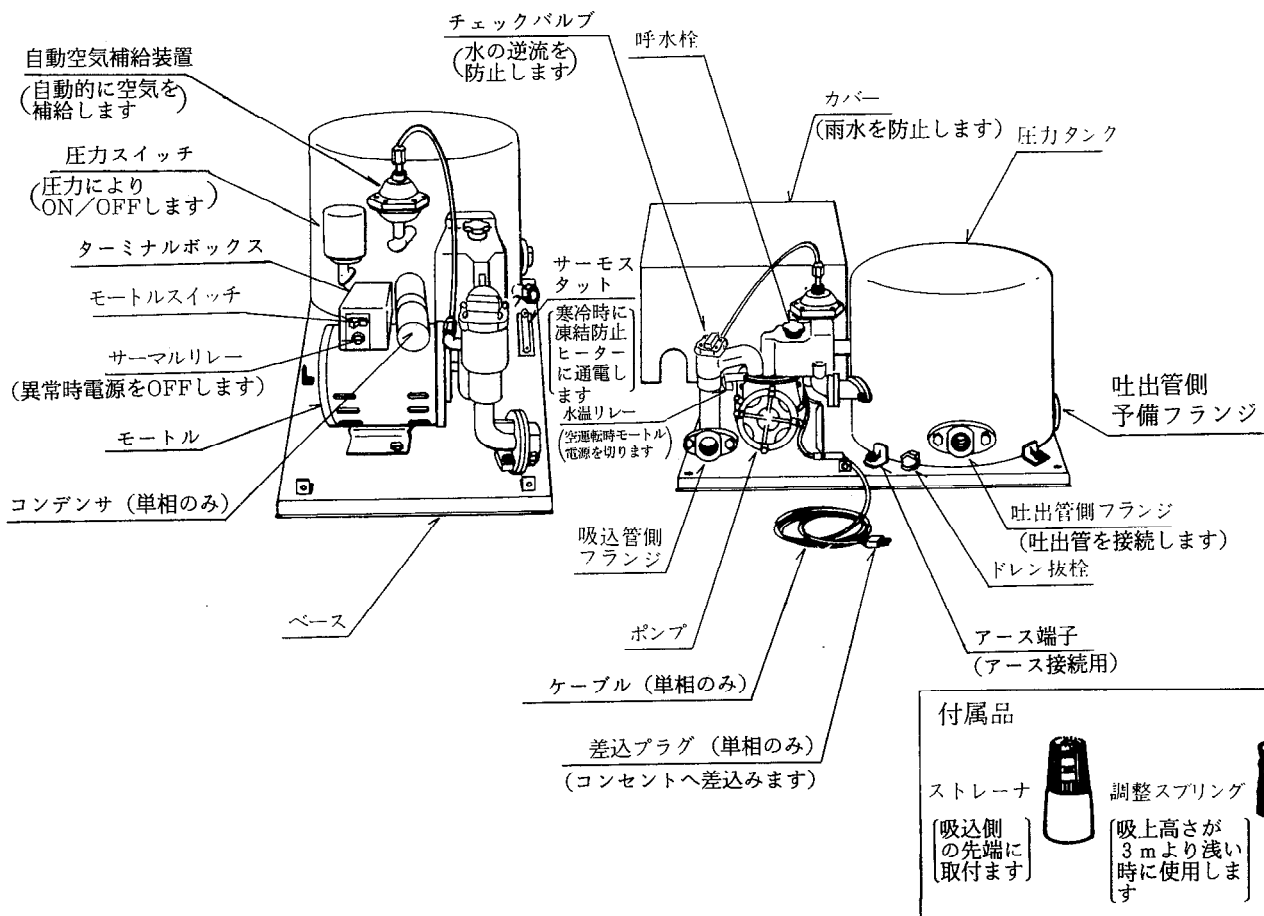 チェックバルブ
(水の逆流を
防止します)
呼水栓
自動空気補給装置
(自動的に空気を
補給します)
カバー
(雨水を防止します)
圧力タンク
圧力スイッチ
(圧力により
ON/OFFします)
ターミナルボックス
モートルスイッチ
サーマルリレー
(異常時電源をOFFします)
モートル
コンデンサ(単相のみ)
ベース
サーモス
タット
[寒冷時に
凍結防止
ヒーター
に通電し
ます]
水温リレー
(空運転時モートル
電源を切ります)
吸込管側
フランジ
ポンプ
ケーブル(単相のみ)
差込プラグ(単相のみ)
(コンセントへ差込みます)
吐出管側
予備フランジ
吐出管側フランジ
(吐出管を接続します)
ドレン抜栓
アース端子
(アース接続用)
付属品
ストレーナ
[吸込側
の先端に
取付ます]
調整スプリング
[吸上高さが
3mより浅い
時に使用しま
す]